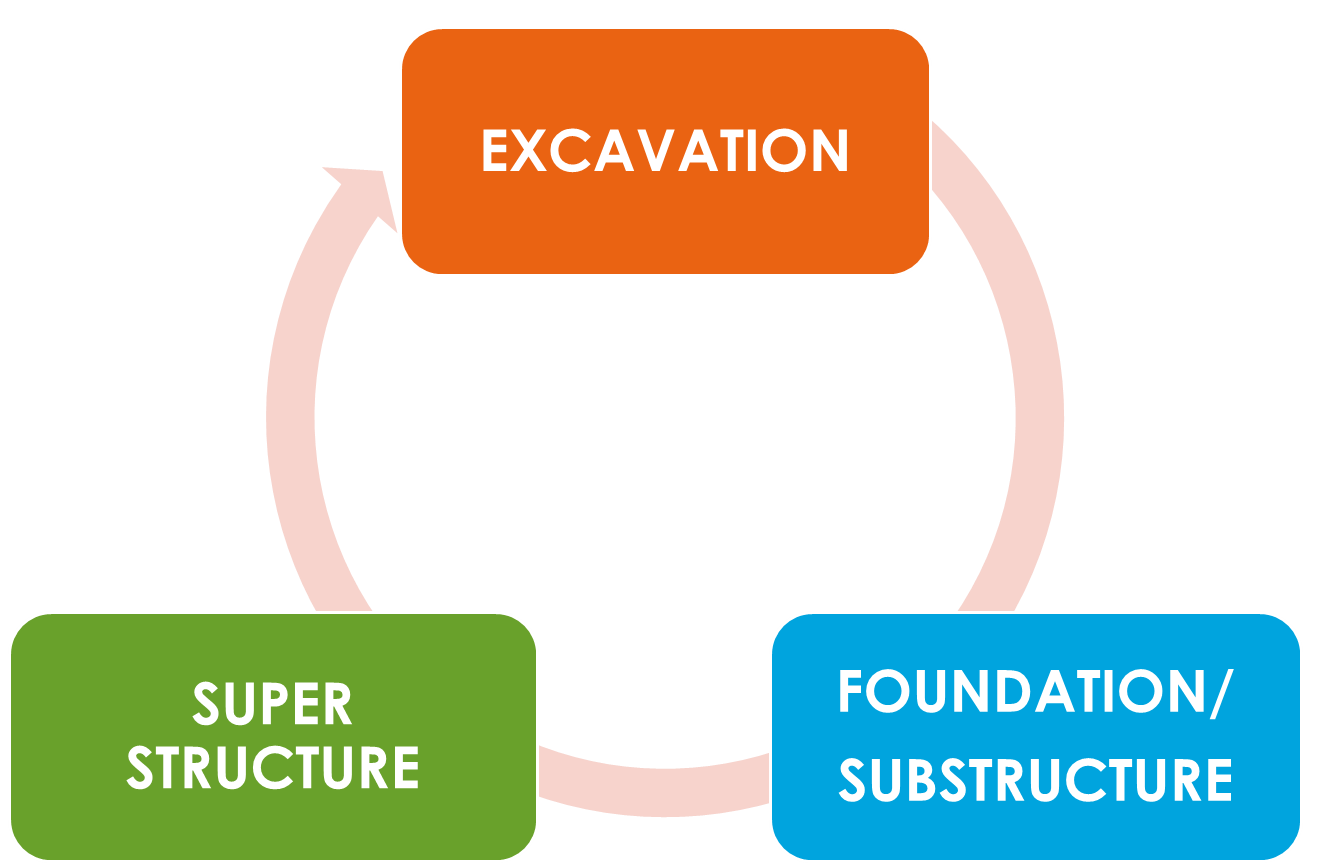 EXCAVATION
FOUNDATION/
SUBSTRUCTURE
SUPER
STRUCTURE